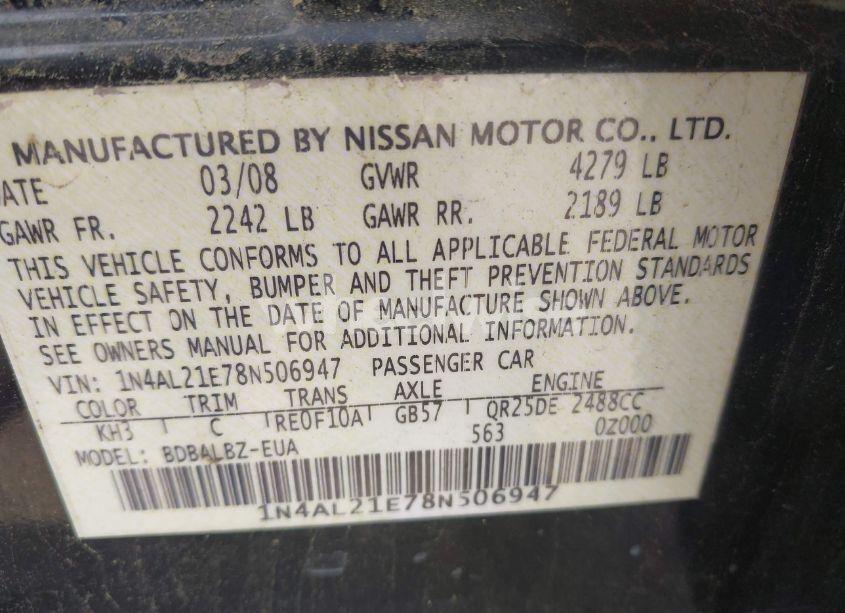 MANUFACTURED BY NISSAN MOTOR CO., LTD.
DATE 03/08 GVWR 4279 LB
GAWR FR. 2242 LB GAWR RR. 2189 LB
THIS VEHICLE CONFORMS TO ALL APPLICABLE FEDERAL MOTOR
VEHICLE SAFETY, BUMPER AND THEFT PREVENTION STANDARDS
IN EFFECT ON THE DATE OF MANUFACTURE SHOWN ABOVE.
SEE OWNERS MANUAL FOR ADDITIONAL INFORMATION.
VIN: 1N4AL21E78N506947 PASSENGER CAR
COLOR TRIM TRANS AXLE ENGINE
KH3 C RE0F10A GB57 QR25DE 2488CC
563 0Z000
MODEL: BDBALBZ-EUA
1N4AL21E78N506947